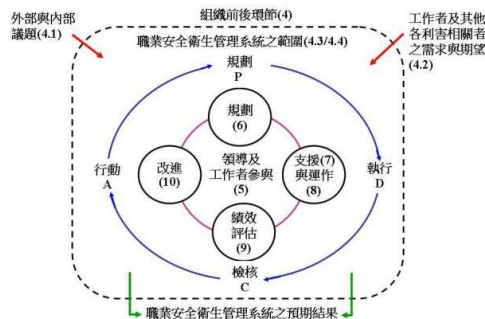 外部與內部
議題(4.1)
組織前後環節(4)
工作者及其他
各利害相關者
之需求與期望
(4.2)
職業安全衛生管理系統之範圍(4.3/4.4)
規劃
P
規劃
(6)
行動
A
改進
(10)
領導及
工作者參與
(5)
支援(7)
與運作
(8)
執行
D
績效
評估
(9)
檢核
C
職業安全衛生管理系統之預期結果